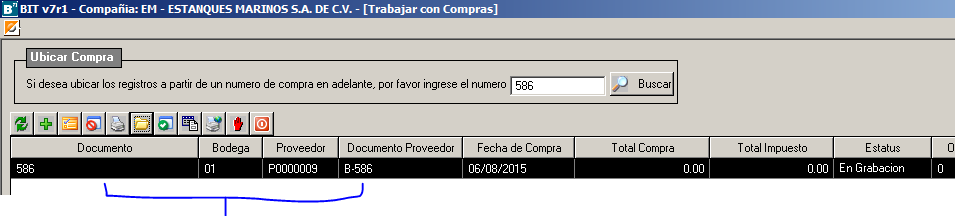 BIT v7r1 - Compañia: EM - ESTANQUES MARINOS S.A. DE C.V. - [Trabajar con Compras]
Ubicar Compra
Si desea ubicar los registros a partir de un numero de compra en adelante, por favor ingrese el numero 586 Buscar
Documento Bodega Proveedor Documento Proveedor Fecha de Compra Total Compra Total Impuesto Estatus O
586 01 P0000009 B-586 06/08/2015 0.00 0.00 En Grabacion 0